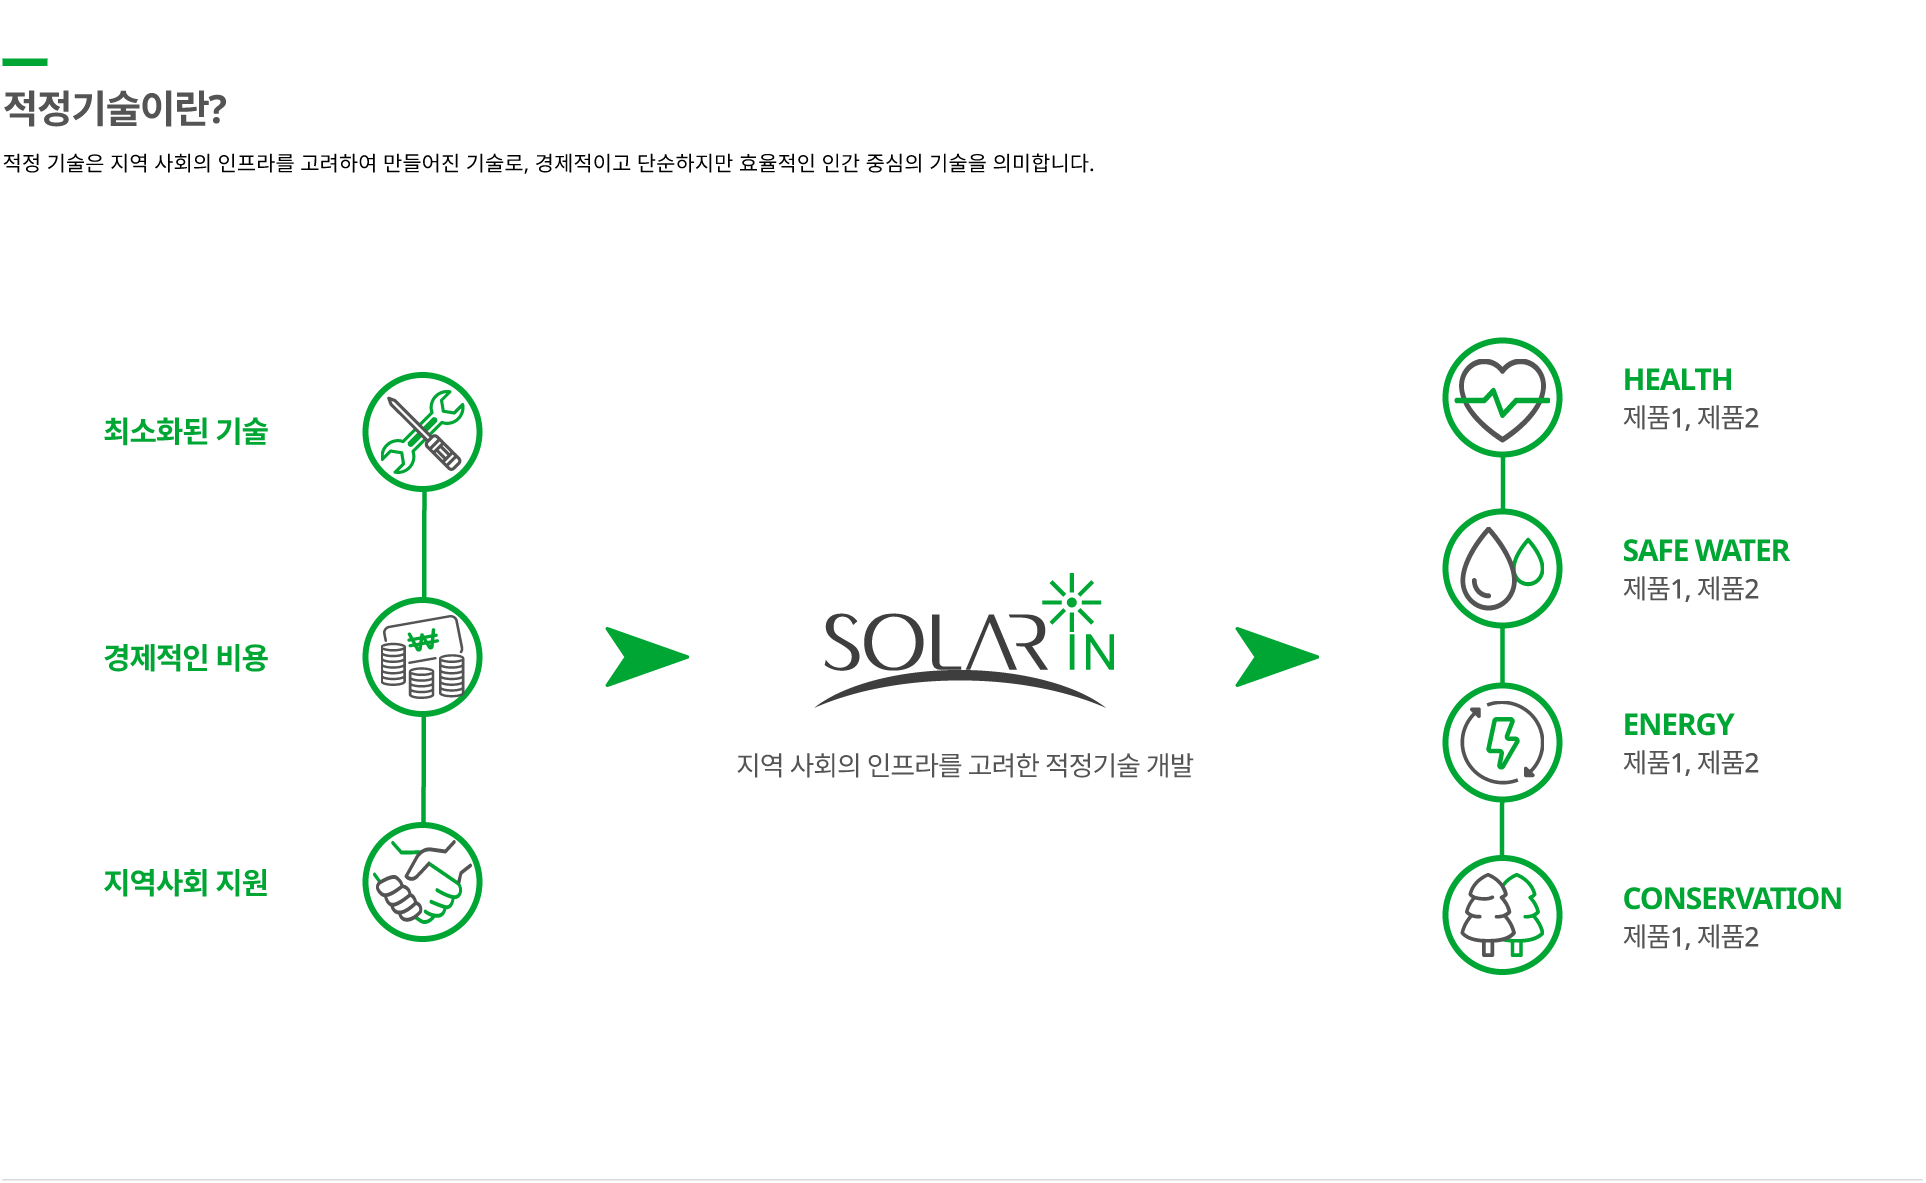 적정기술이란?
적정 기술은 지역 사회의 인프라를 고려하여 만들어진 기술로, 경제적이고 단순하지만 효율적인 인간 중심의 기술을 의미합니다.
최소화된 기술
경제적인 비용
₩
지역사회 지원
SOLAR IN
지역 사회의 인프라를 고려한 적정기술 개발
HEALTH
제품1, 제품2
SAFE WATER
제품1, 제품2
ENERGY
제품1, 제품2
CONSERVATION
제품1, 제품2